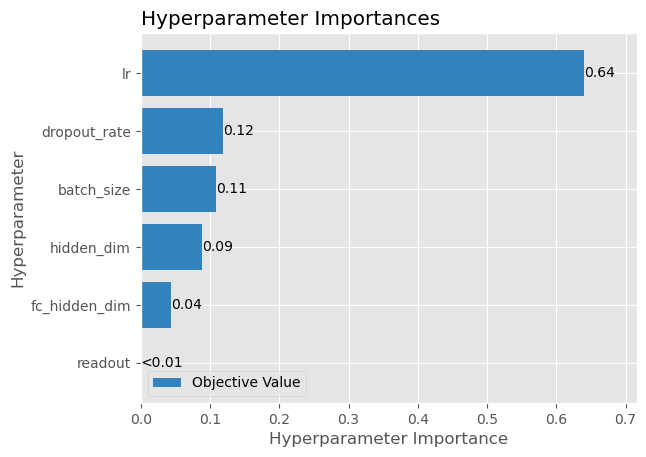 Hyperparameter Importances
Hyperparameter
lr
0.64
dropout_rate
0.12
batch_size
0.11
hidden_dim
0.09
fc_hidden_dim
0.04
readout
<0.01
Objective Value
0.0 0.1 0.2 0.3 0.4 0.5 0.6 0.7
Hyperparameter Importance